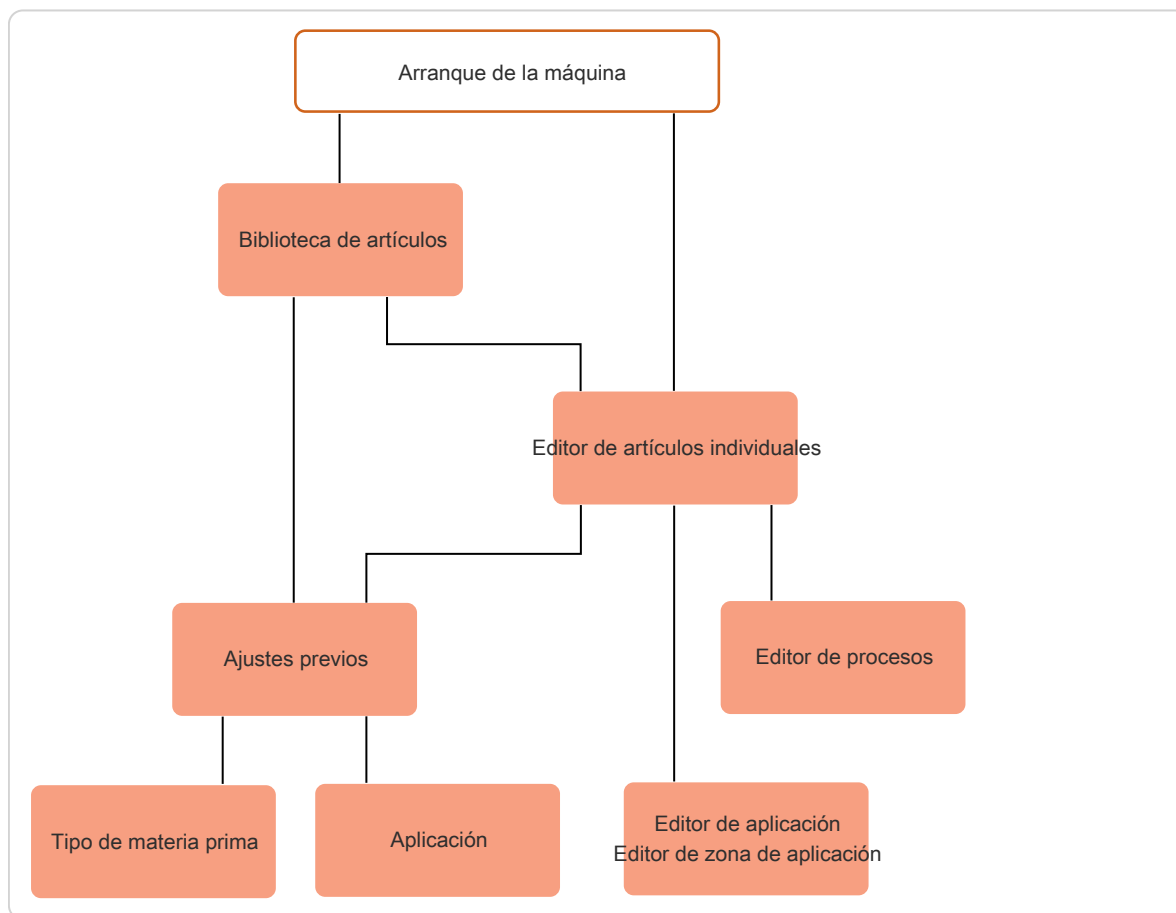 Arranque de la máquina
Biblioteca de artículos
Editor de artículos individuales
Ajustes previos
Editor de procesos
Tipo de materia prima
Aplicación
Editor de aplicación
Editor de zona de aplicación